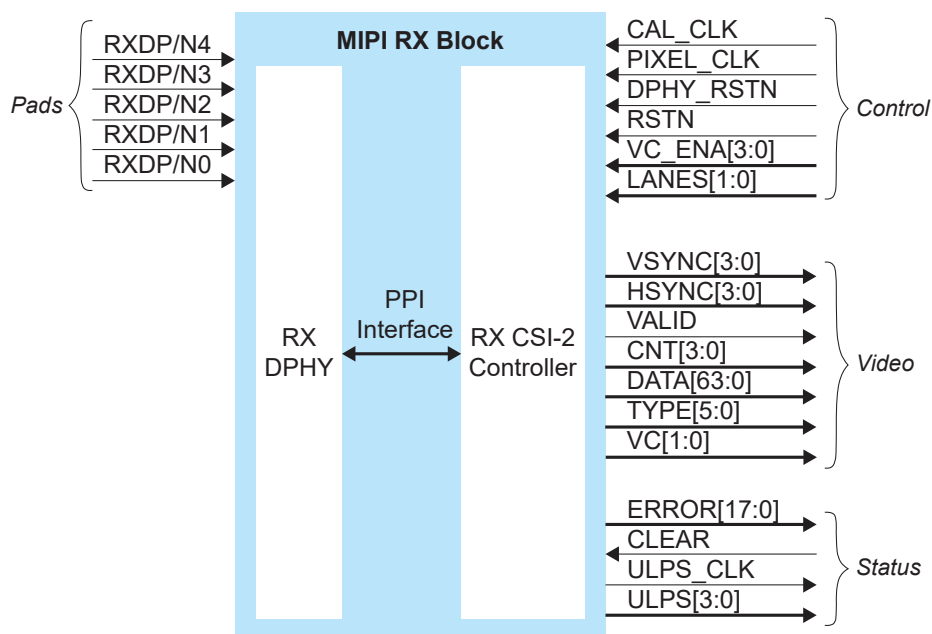 MIPI RX Block
Pads
RXDP/N4
RXDP/N3
RXDP/N2
RXDP/N1
RXDP/N0
CAL_CLK
PIXEL_CLK
DPHY_RSTN
RSTN
VC_ENA[3:0]
LANES[1:0]
Control
RX
DPHY
PPI
Interface
RX CSI-2
Controller
VSYNC[3:0]
HSYNC[3:0]
VALID
CNT[3:0]
DATA[63:0]
TYPE[5:0]
VC[1:0]
Video
ERROR[17:0]
CLEAR
ULPS_CLK
ULPS[3:0]
Status